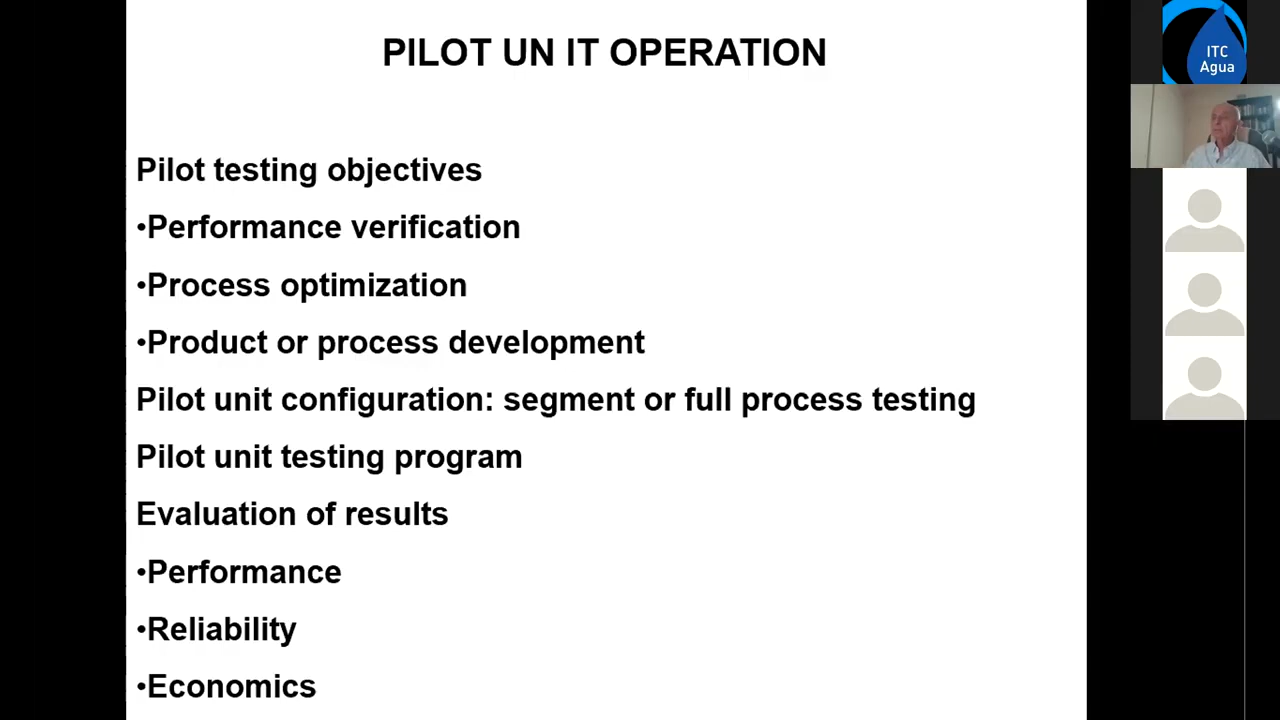 PILOT UN IT OPERATION
Pilot testing objectives
•Performance verification
•Process optimization
•Product or process development
Pilot unit configuration: segment or full process testing
Pilot unit testing program
Evaluation of results
•Performance
•Reliability
•Economics
ITC
Agua